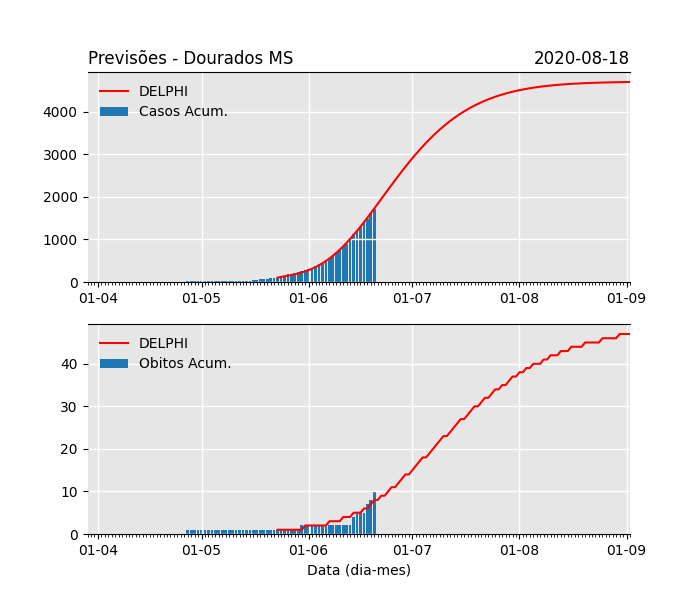 Previsões - Dourados MS 2020-08-18
DELPHI
Casos Acum.
4000
3000
2000
1000
0
01-04 01-05 01-06 01-07 01-08 01-09
DELPHI
Obitos Acum.
40
30
20
10
0
01-04 01-05 01-06 01-07 01-08 01-09
Data (dia-mes)